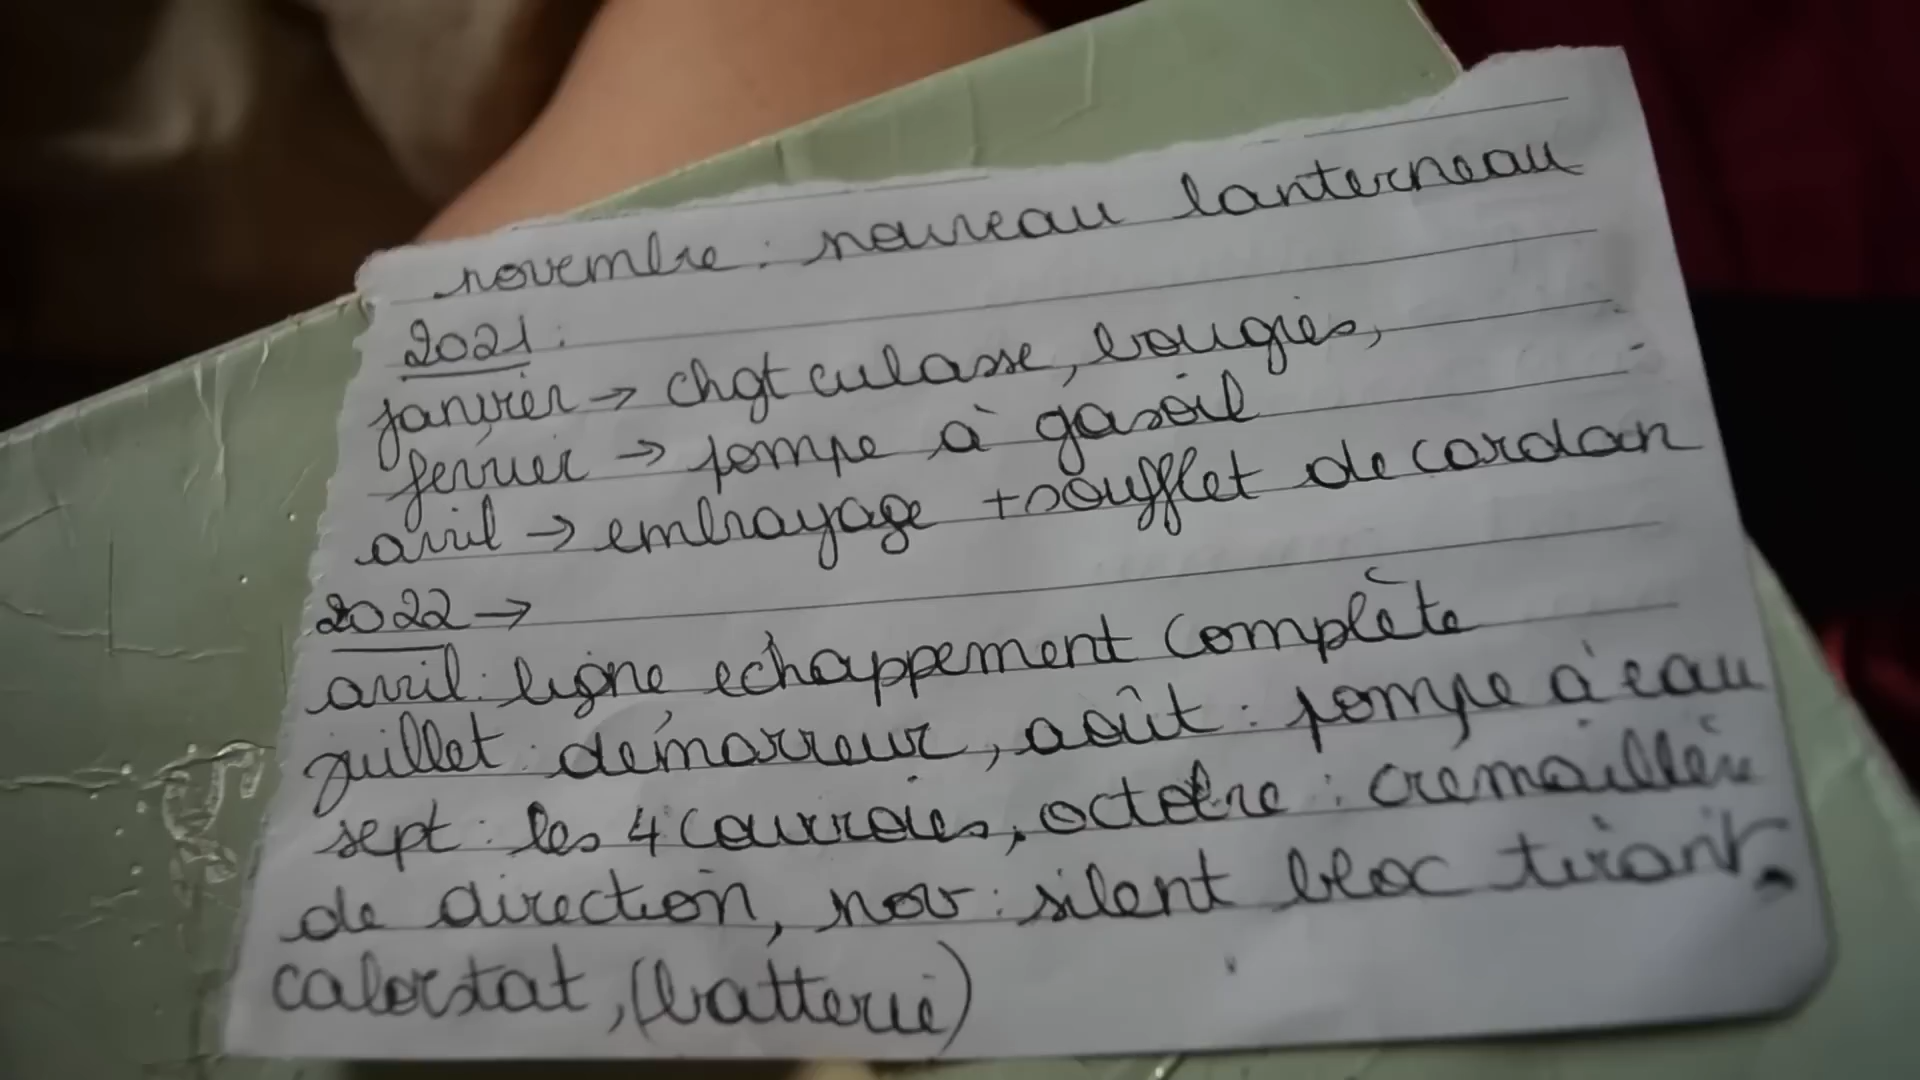 novembre : nouveau lanterneau
2021 :
janvier → chgt culasse, bougies,
fevrier → pompe à gasoil
avril → embrayage + soufflet de cardan
2022 →
avril : ligne echappement complète
juillet : démarreur, août : pompe à eau
sept : les 4 courroies, octobre : cremaillère
de direction, nov : silent bloc tirant,
calorstat, (batterie)